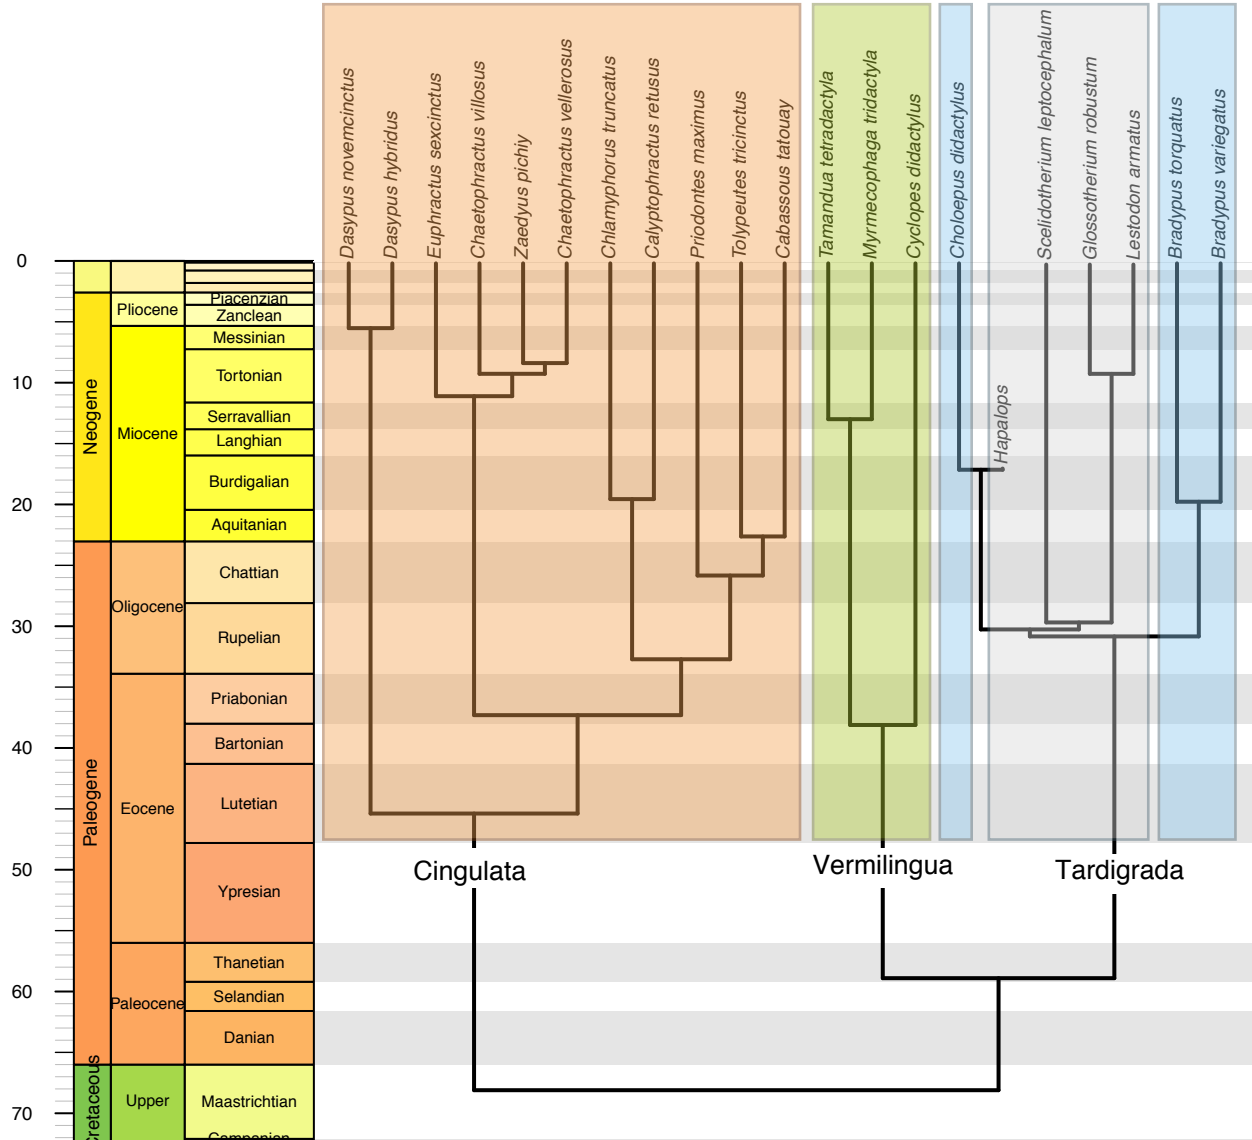 Dasypus novemcinctus
Dasypus hybridus
Euphractus sexcinctus
Chaetophractus villosus
Zaedyus pichiy
Chaetophractus vellerosus
Chlamyphorus truncatus
Calyptophractus retusus
Priodontes maximus
Tolypeutes tricinctus
Cabassous tatouay
Tamandua tetradactyla
Myrmecophaga tridactyla
Cyclopes didactylus
Choloepus didactylus
Hapalops
Scelidotherium leptocephalum
Glossotherium robustum
Lestodon armatus
Bradypus torquatus
Bradypus variegatus
0
10
20
30
40
50
60
70
Neogene
Paleogene
Cretaceous
Pliocene
Miocene
Oligocene
Eocene
Paleocene
Upper
Piacenzian
Zanclean
Messinian
Tortonian
Serravallian
Langhian
Burdigalian
Aquitanian
Chattian
Rupelian
Priabonian
Bartonian
Lutetian
Ypresian
Thanetian
Selandian
Danian
Maastrichtian
Campanian
Cingulata
Vermilingua
Tardigrada